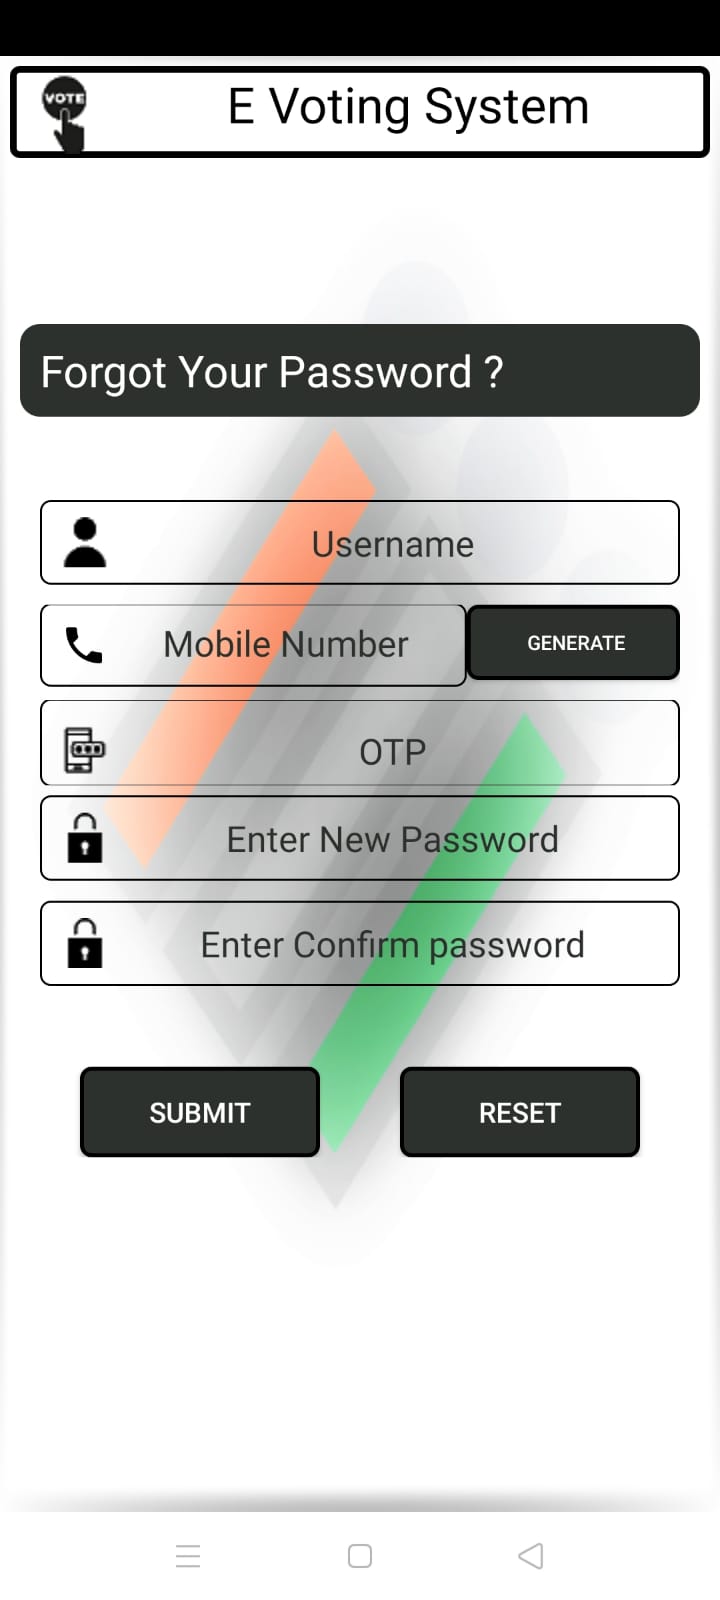 VOTE
E Voting System
Forgot Your Password ?
Username
Mobile Number
GENERATE
OTP
Enter New Password
Enter Confirm password
SUBMIT
RESET